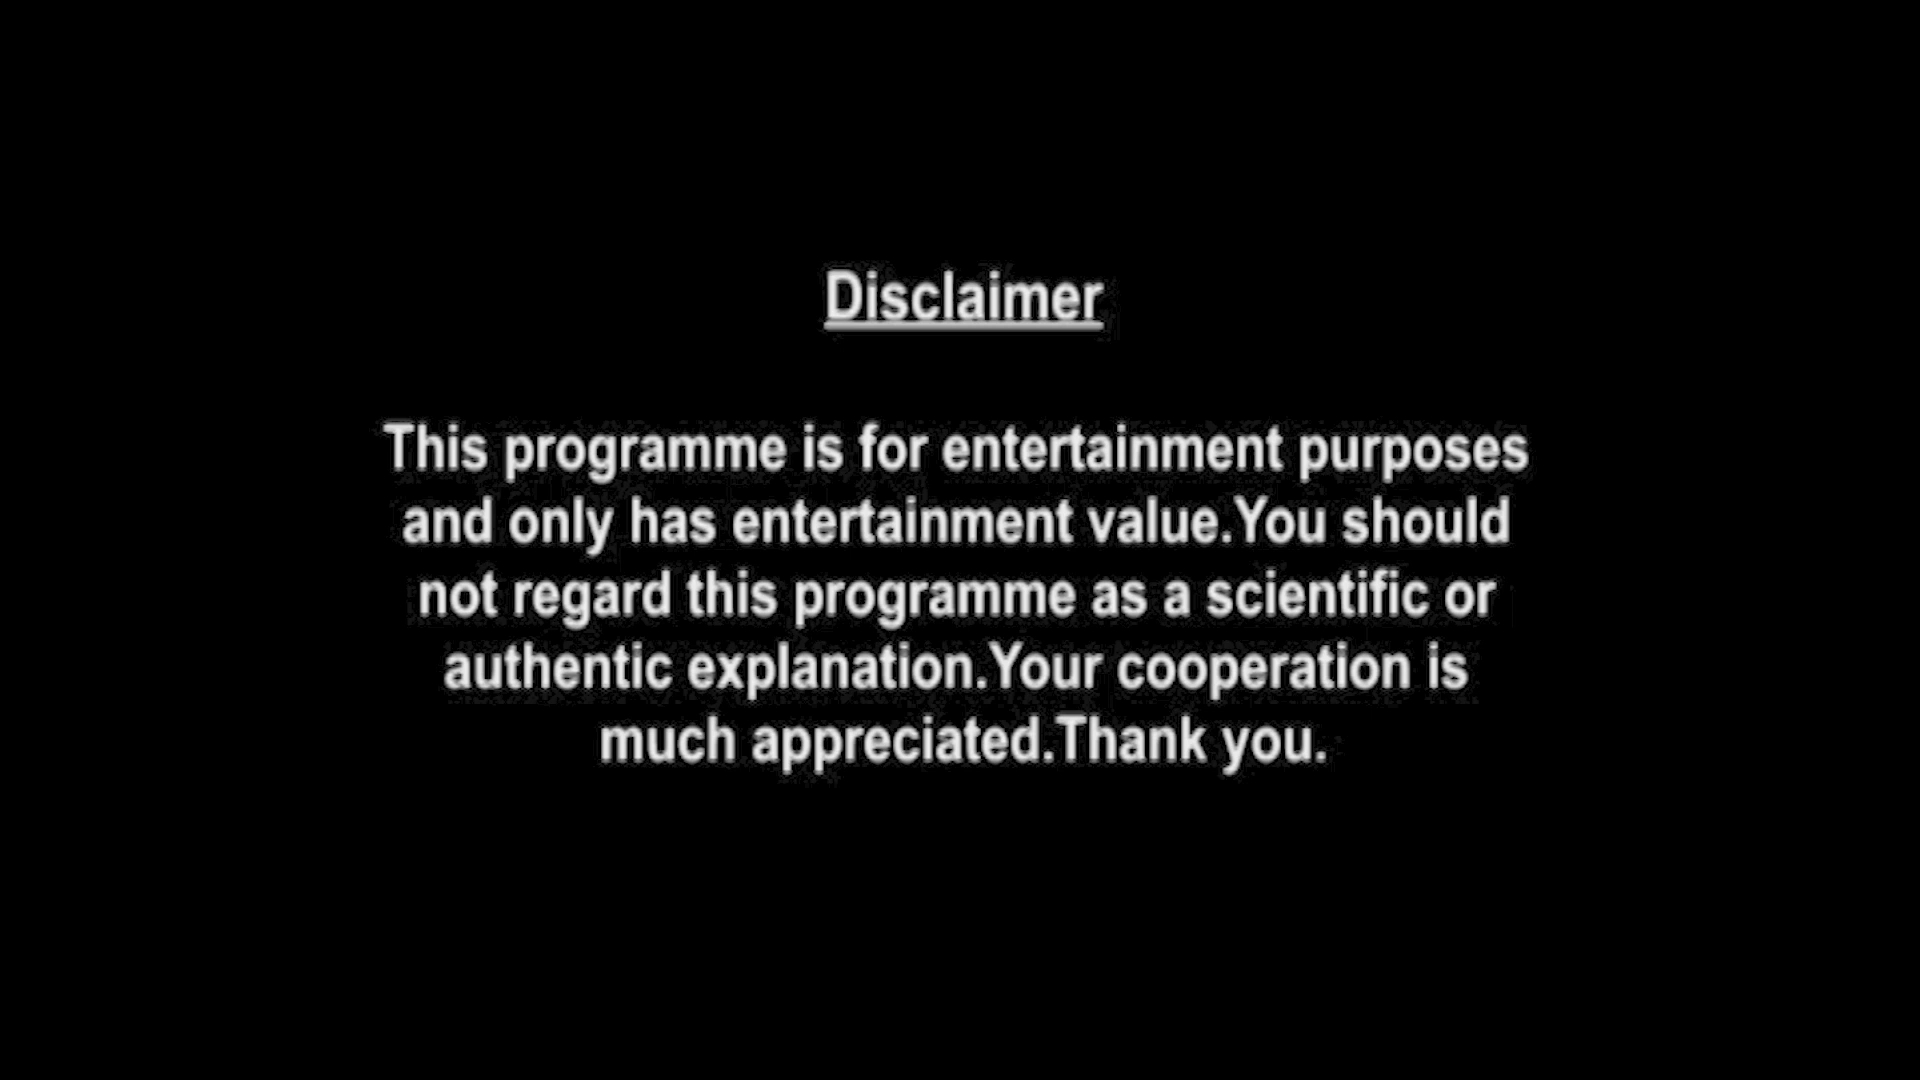 Disclaimer
This programme is for entertainment purposes
and only has entertainment value.You should
not regard this programme as a scientific or
authentic explanation.Your cooperation is
much appreciated.Thank you.